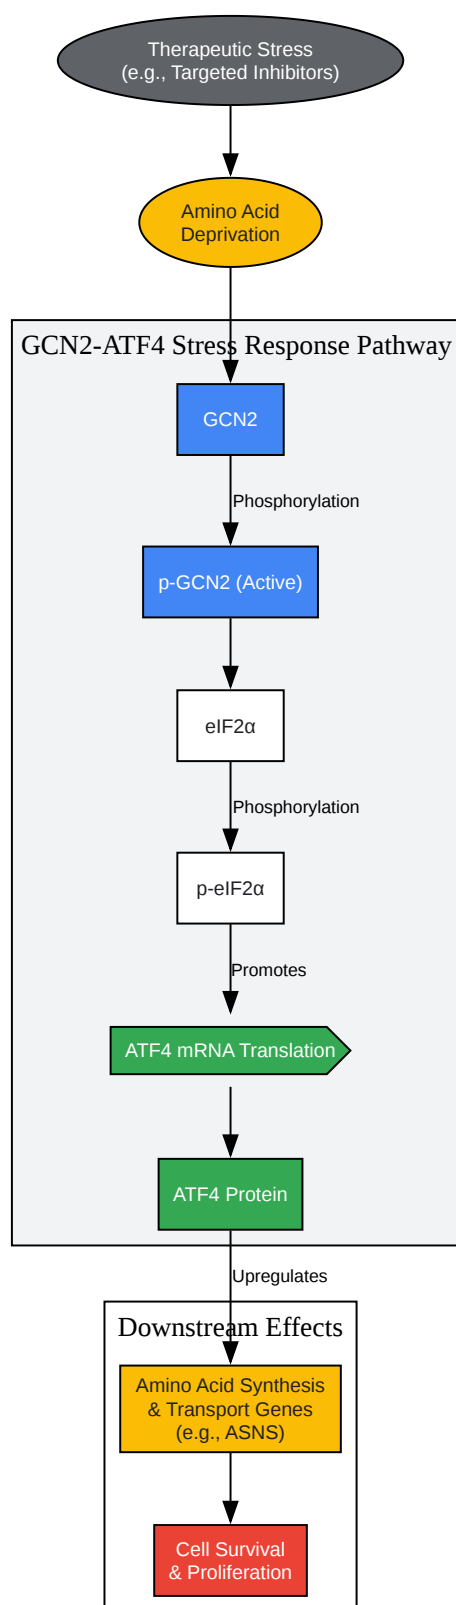 Therapeutic Stress
(e.g., Targeted Inhibitors)
Amino Acid
Deprivation
GCN2-ATF4 Stress Response Pathway
GCN2
Phosphorylation
p-GCN2 (Active)
eIF2α
Phosphorylation
p-eIF2α
Promotes
ATF4 mRNA Translation
ATF4 Protein
Upregulates
Downstream Effects
Amino Acid Synthesis
& Transport Genes
(e.g., ASNS)
Cell Survival
& Proliferation